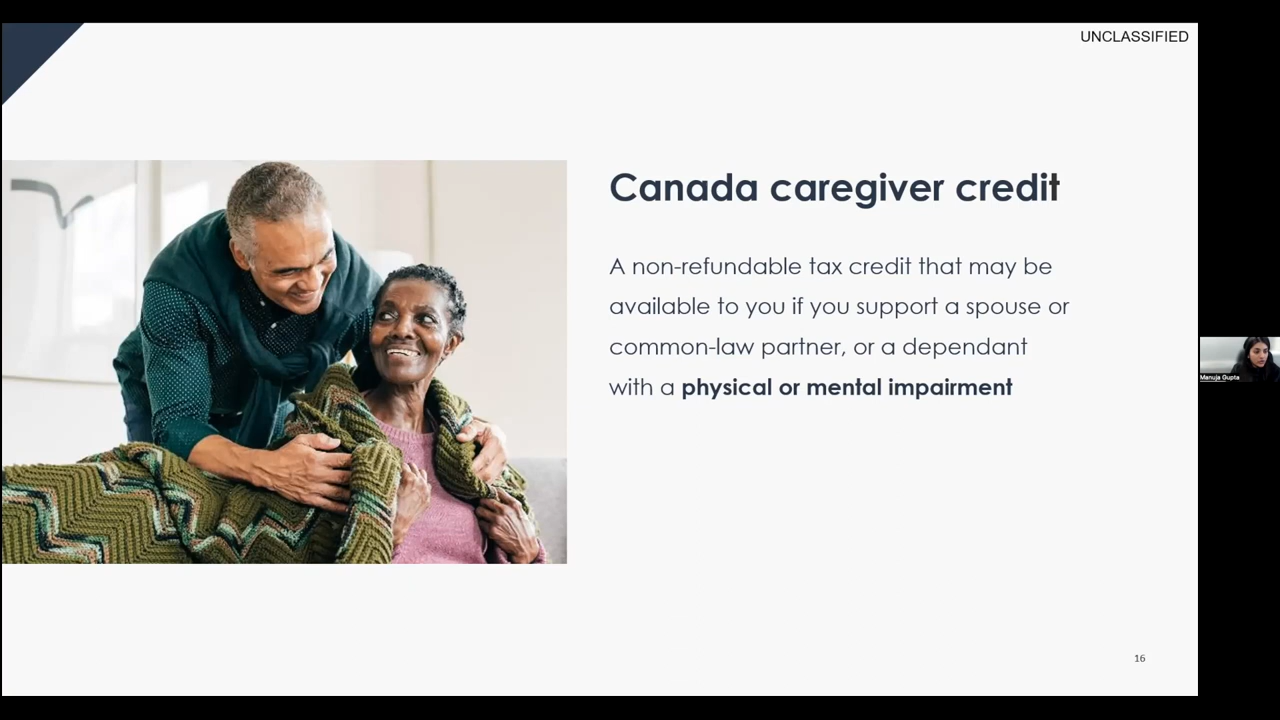 UNCLASSIFIED
Canada caregiver credit
A non-refundable tax credit that may be
available to you if you support a spouse or
common-law partner, or a dependant
with a physical or mental impairment
Manuja Gupta
16